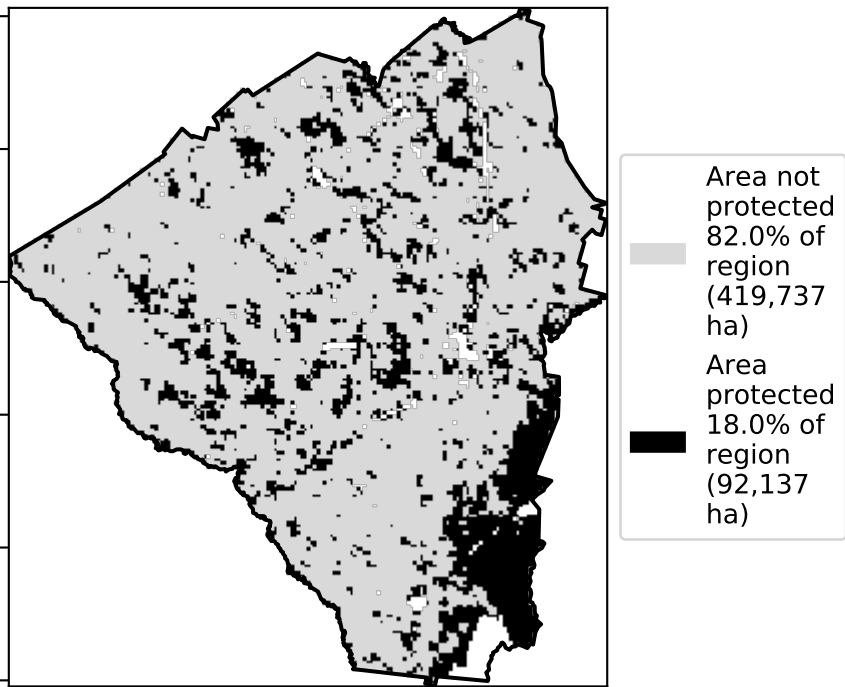 Area not
protected
82.0% of
region
(419,737
ha)
Area
protected
18.0% of
region
(92,137
ha)